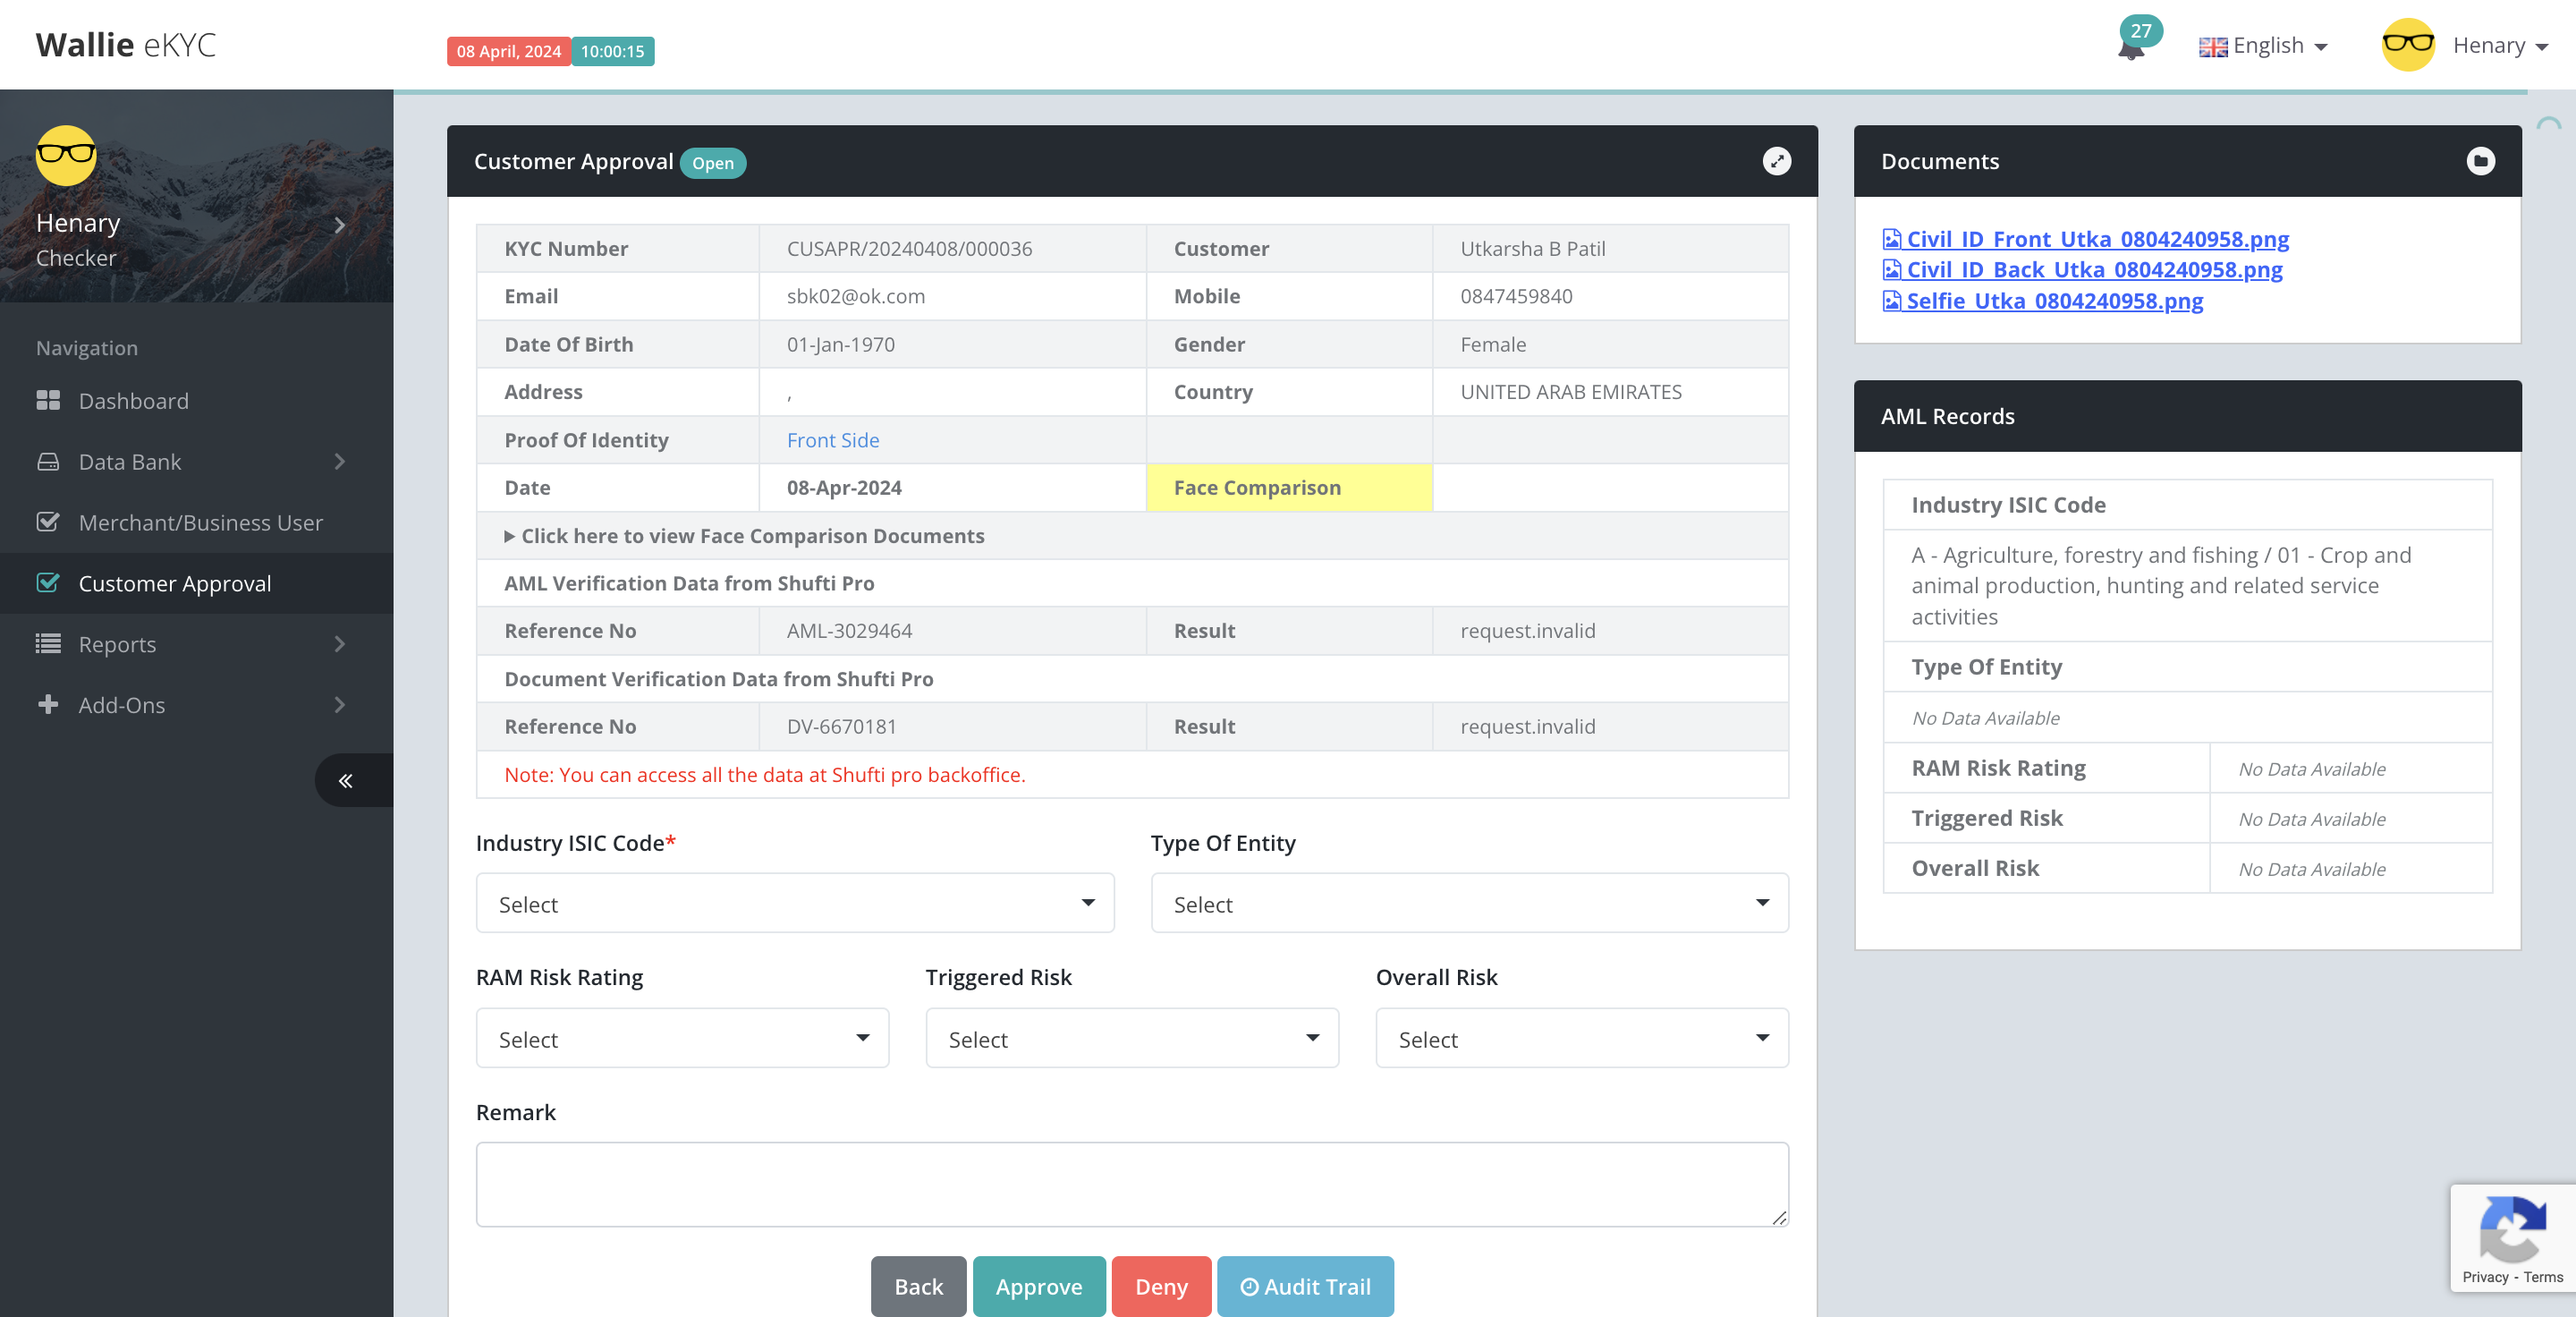 Wallie eKYC
08 April, 2024 10:00:15
27
English
Henary
Henary
Checker
Navigation
Dashboard
Data Bank
Merchant/Business User
Customer Approval
Reports
Add-Ons
Customer Approval Open
KYC Number CUSAPR/20240408/000036 Customer Utkarsha B Patil
Email sbk02@ok.com Mobile 0847459840
Date Of Birth 01-Jan-1970 Gender Female
Address , Country UNITED ARAB EMIRATES
Proof Of Identity Front Side
Date 08-Apr-2024 Face Comparison
Click here to view Face Comparison Documents
AML Verification Data from Shufti Pro
Reference No AML-3029464 Result request.invalid
Document Verification Data from Shufti Pro
Reference No DV-6670181 Result request.invalid
Note: You can access all the data at Shufti pro backoffice.
Industry ISIC Code* Type Of Entity
Select Select
RAM Risk Rating Triggered Risk Overall Risk
Select Select Select
Remark
Back Approve Deny Audit Trail
Documents
Civil_ID_Front_Utka_0804240958.png
Civil_ID_Back_Utka_0804240958.png
Selfie_Utka_0804240958.png
AML Records
Industry ISIC Code
A - Agriculture, forestry and fishing / 01 - Crop and
animal production, hunting and related service
activities
Type Of Entity
No Data Available
RAM Risk Rating No Data Available
Triggered Risk No Data Available
Overall Risk No Data Available
Privacy - Terms